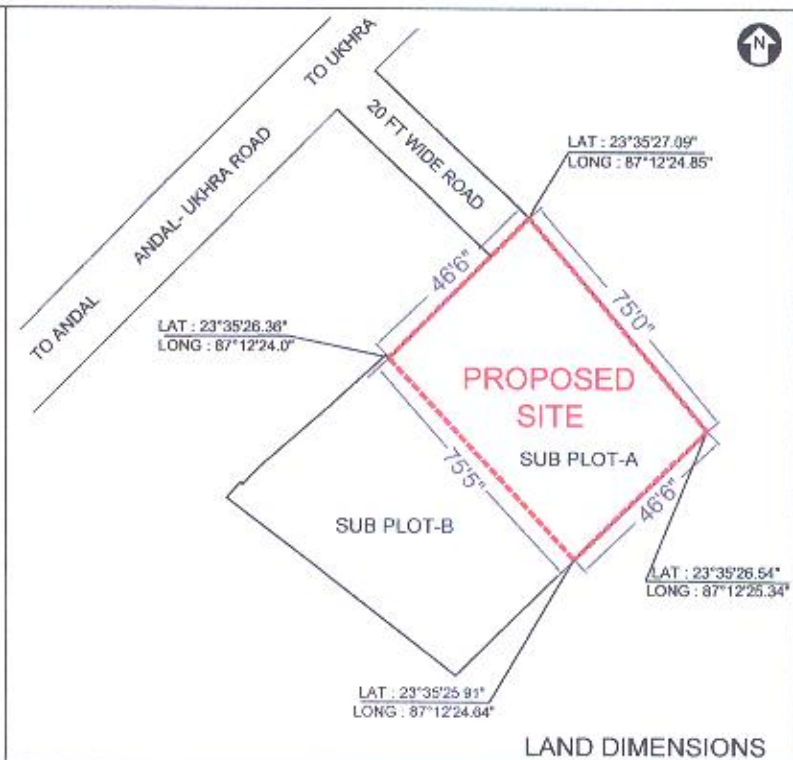 N
TO UKHRA
ANDAL- UKHRA ROAD
TO ANDAL
20 FT WIDE ROAD
LAT : 23°35'27.09"
LONG : 87°12'24.85"
46'6"
75'0"
LAT : 23°35'26.36"
LONG : 87°12'24.0"
PROPOSED
SITE
SUB PLOT-A
75'5"
46'6"
SUB PLOT-B
LAT : 23°35'26.54"
LONG : 87°12'25.34"
LAT : 23°35'25.91"
LONG : 87°12'24.64"
LAND DIMENSIONS